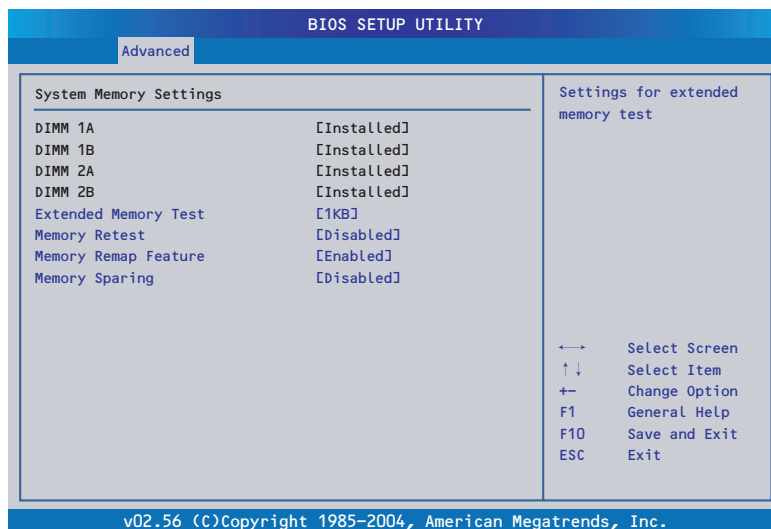 BIOS SETUP UTILITY
Advanced
System Memory Settings
DIMM 1A [Installed]
DIMM 1B [Installed]
DIMM 2A [Installed]
DIMM 2B [Installed]
Extended Memory Test [1KB]
Memory Retest [Disabled]
Memory Remap Feature [Enabled]
Memory Sparing [Disabled]
Settings for extended
memory test
←→ Select Screen
↑↓ Select Item
+- Change Option
F1 General Help
F10 Save and Exit
ESC Exit
v02.56 (C)Copyright 1985-2004, American Megatrends, Inc.